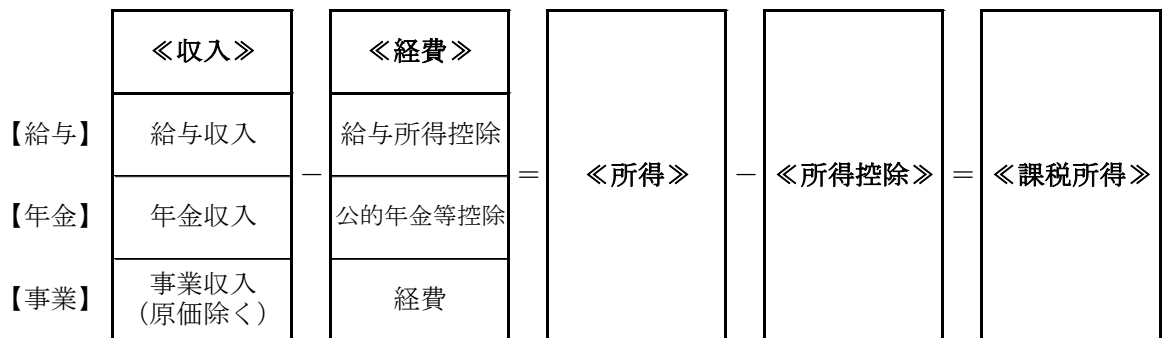 ≪収入≫ ≪経費≫
【給与】 給与収入 給与所得控除
− = ≪所得≫ − ≪所得控除≫ = ≪課税所得≫
【年金】 年金収入 公的年金等控除
【事業】 事業収入 経費
(原価除く)